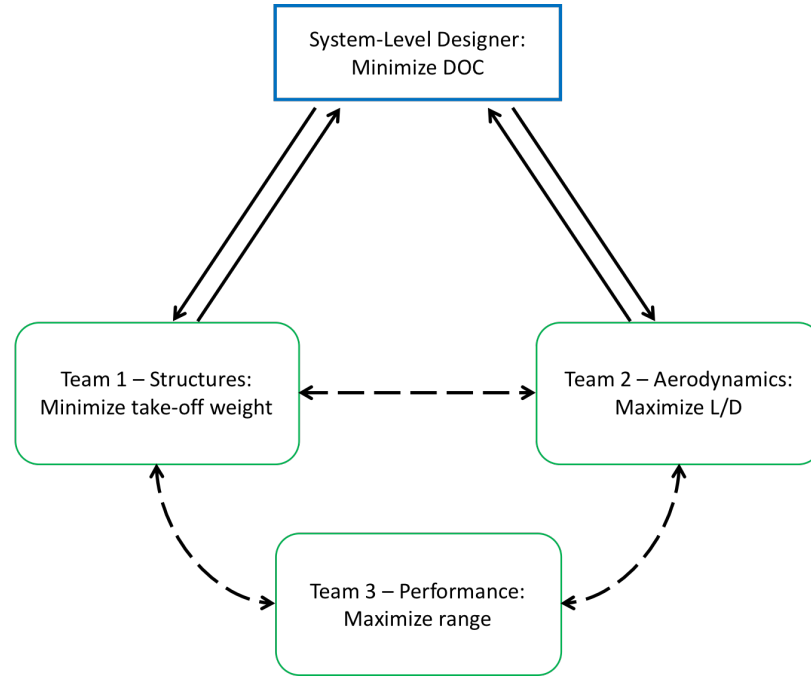 System-Level Designer:
Minimize DOC
Team 1 – Structures:
Minimize take-off weight
Team 2 – Aerodynamics:
Maximize L/D
Team 3 – Performance:
Maximize range